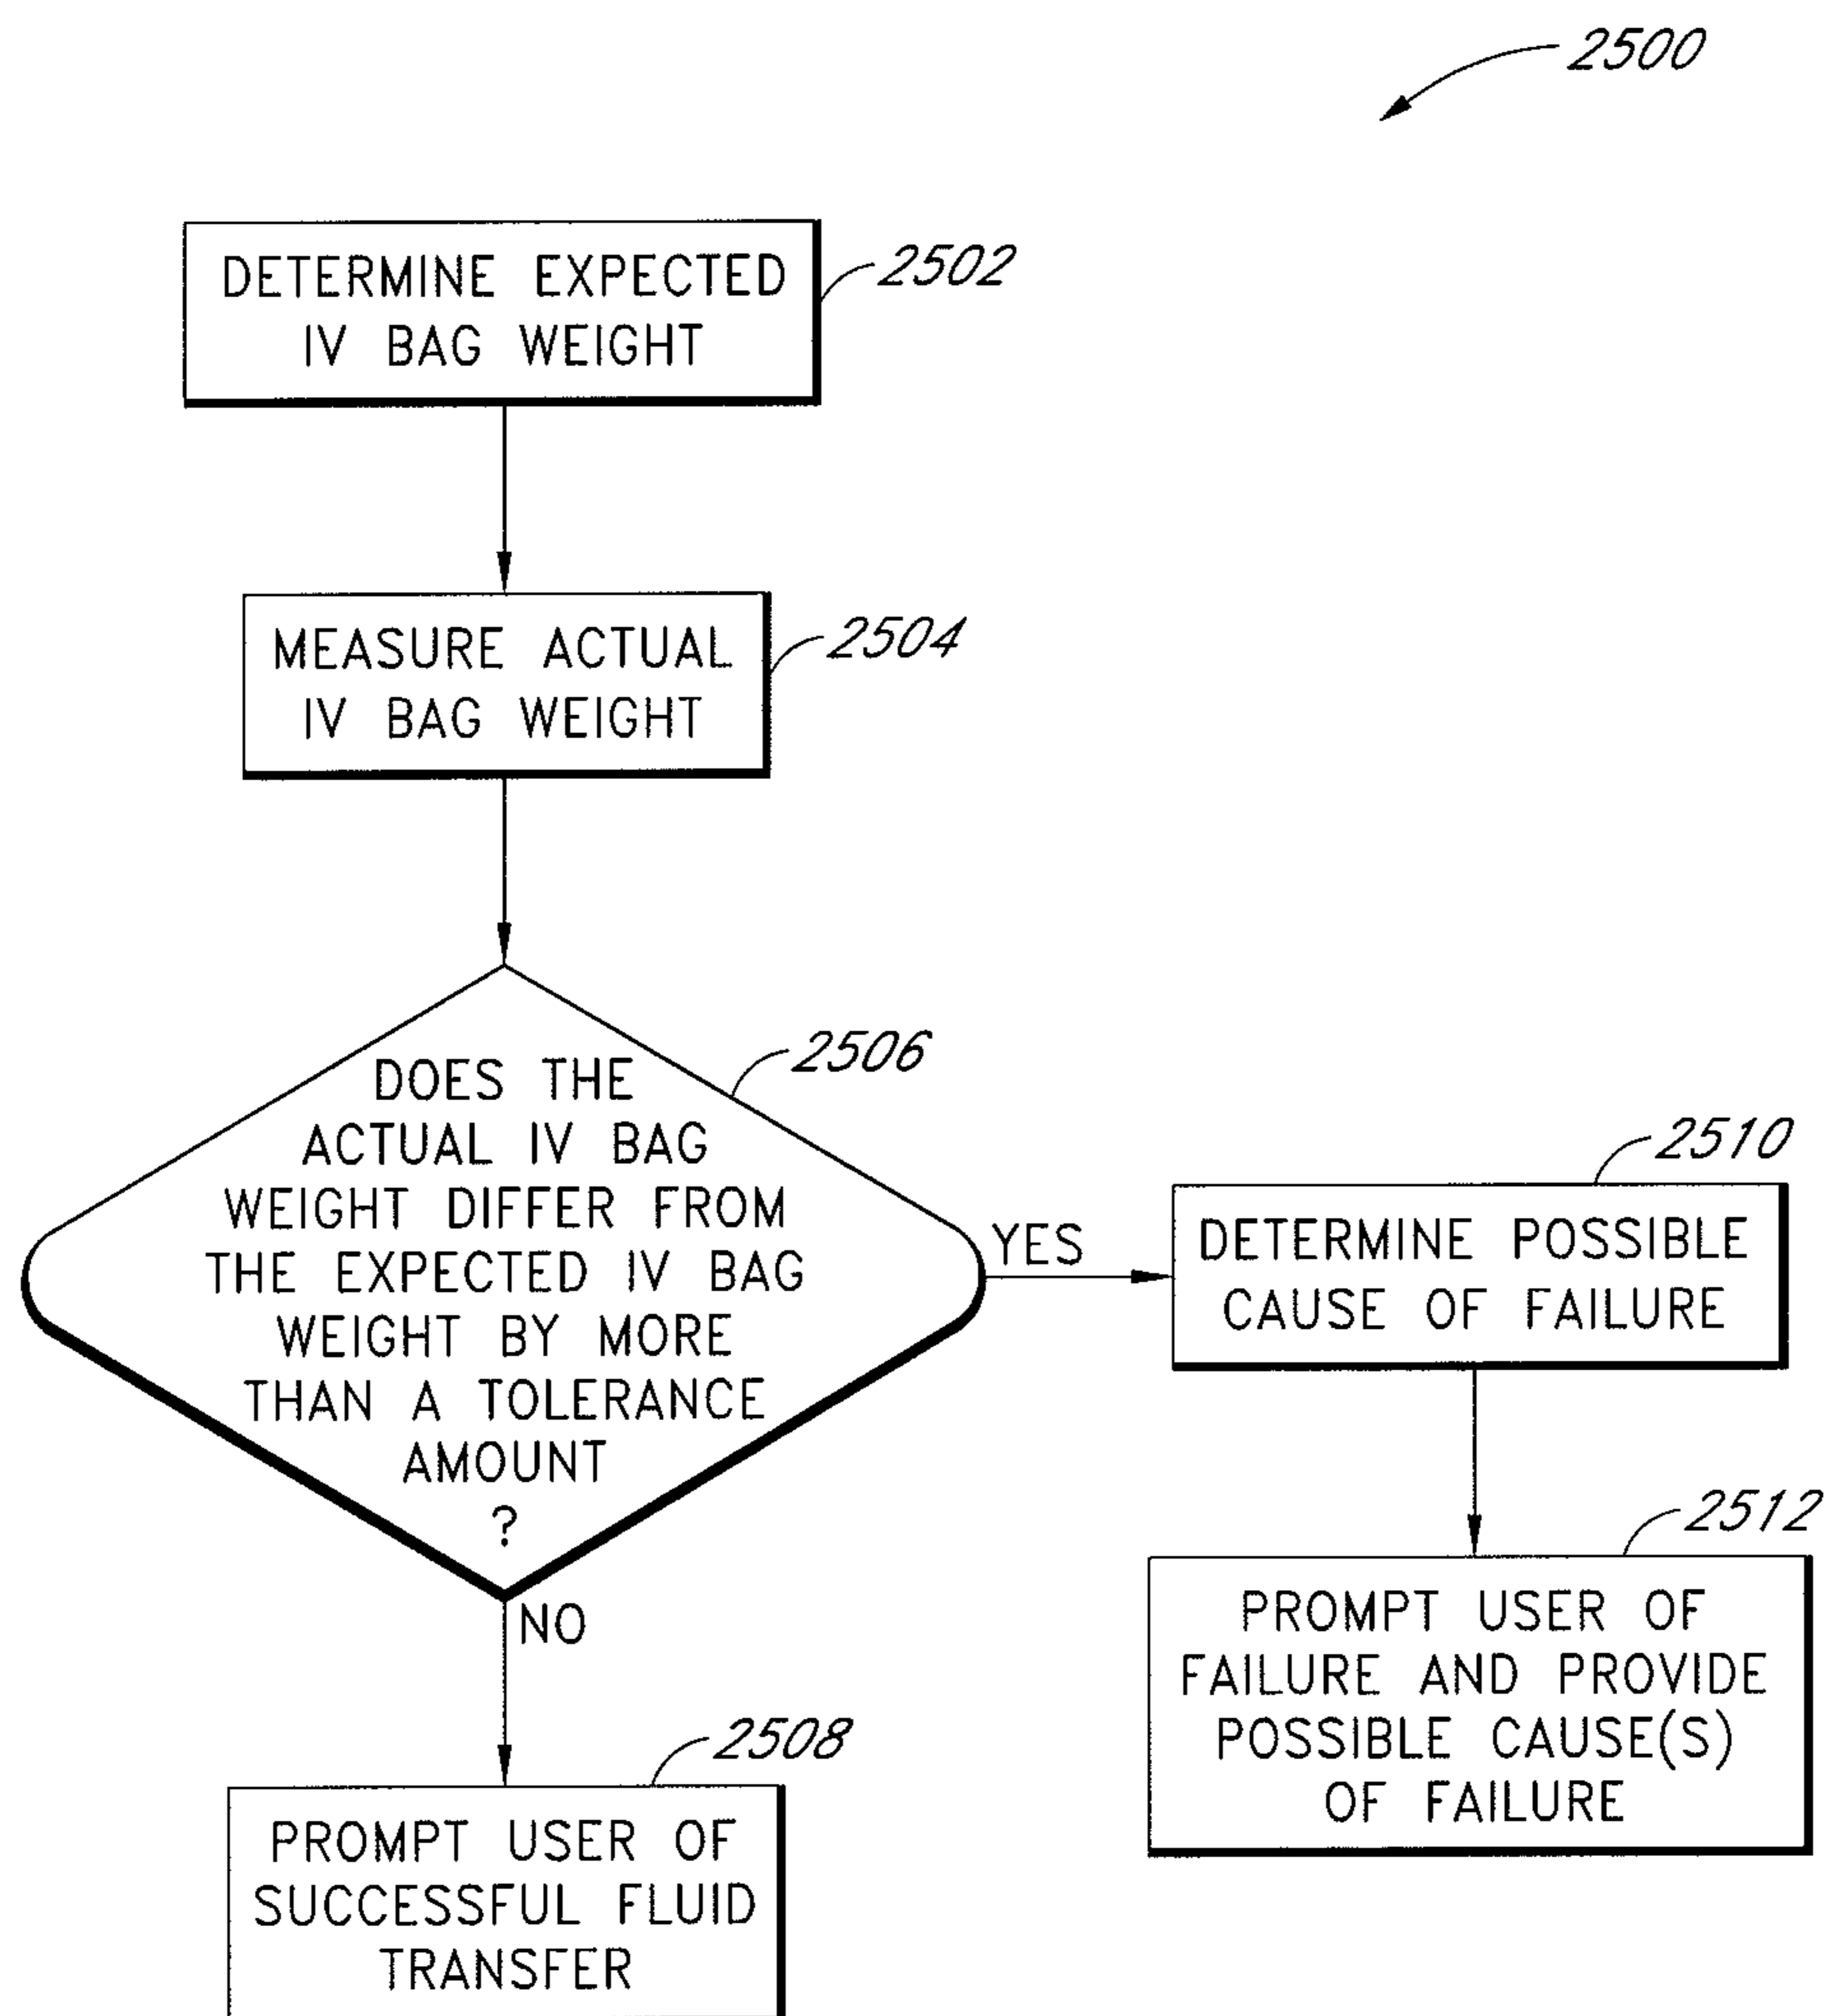 2500
DETERMINE EXPECTED
IV BAG WEIGHT
2502
MEASURE ACTUAL
IV BAG WEIGHT
2504
DOES THE
ACTUAL IV BAG
WEIGHT DIFFER FROM
THE EXPECTED IV BAG
WEIGHT BY MORE
THAN A TOLERANCE
AMOUNT
?
2506
YES
DETERMINE POSSIBLE
CAUSE OF FAILURE
2510
PROMPT USER OF
FAILURE AND PROVIDE
POSSIBLE CAUSE(S)
OF FAILURE
2512
NO
PROMPT USER OF
SUCCESSFUL FLUID
TRANSFER
2508